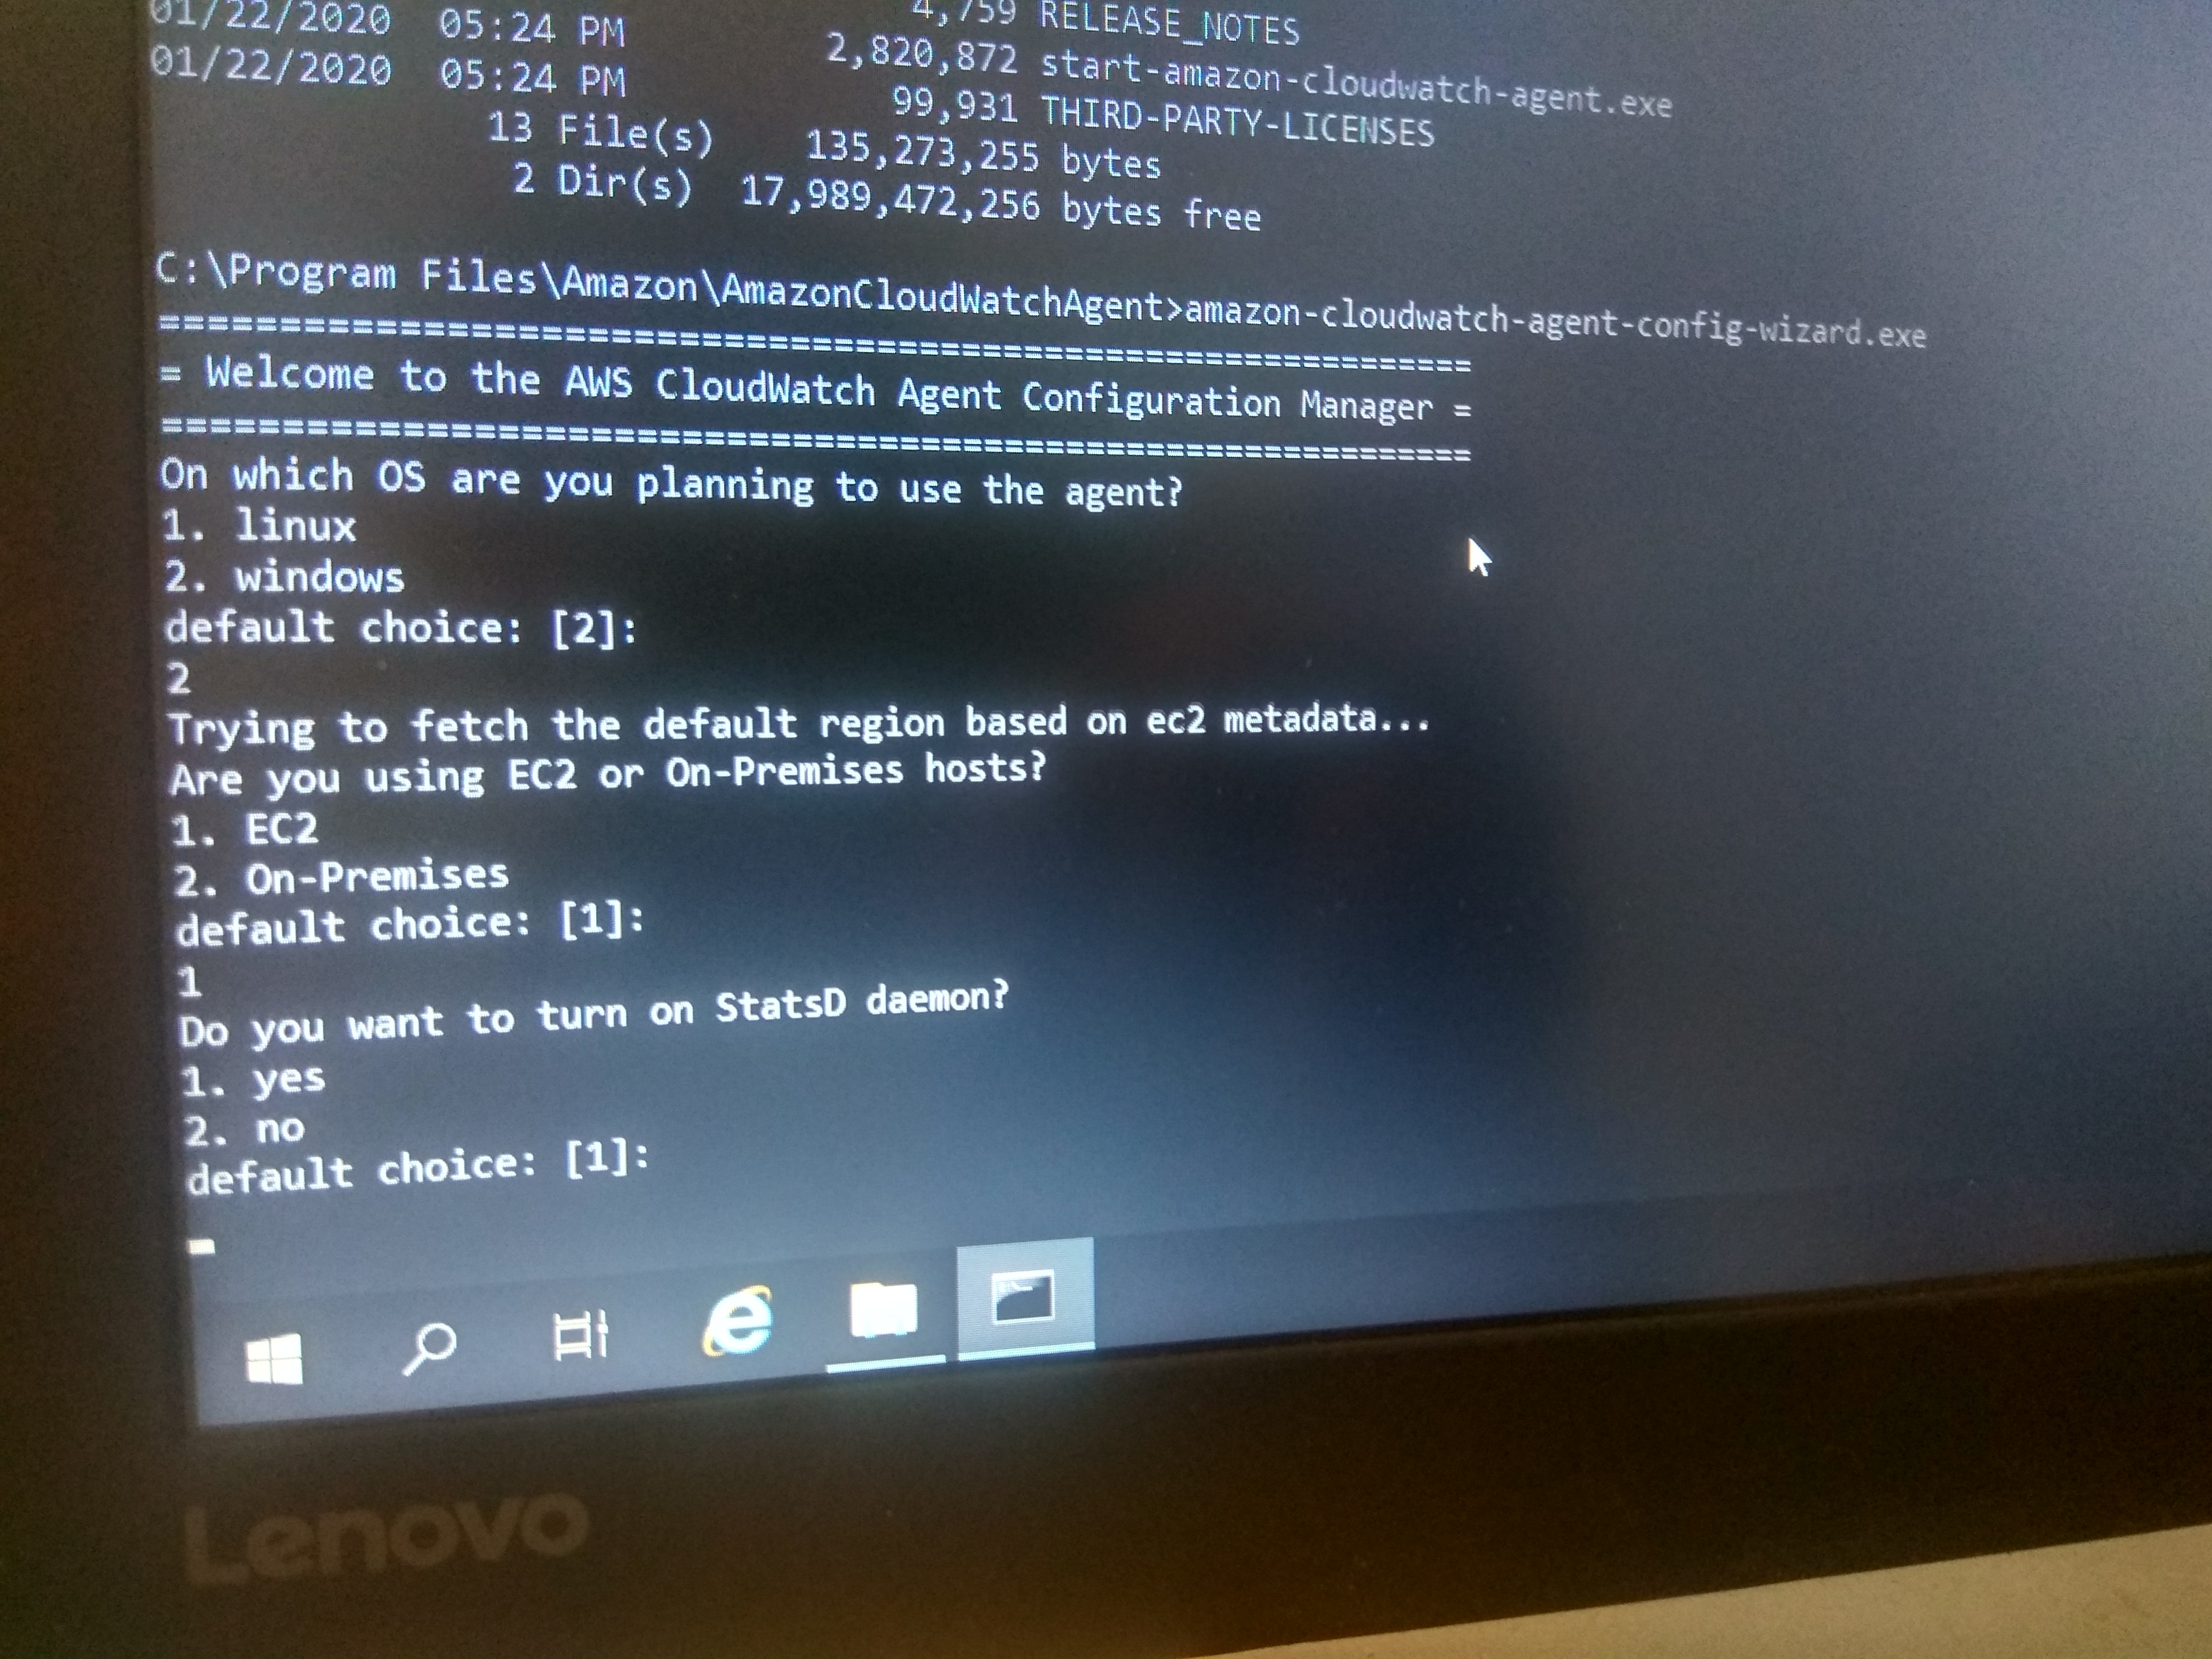 01/22/2020  05:24 PM             4,759 RELEASE_NOTES
01/22/2020  05:24 PM         2,820,872 start-amazon-cloudwatch-agent.exe
99,931 THIRD-PARTY-LICENSES
13 File(s)    135,273,255 bytes
2 Dir(s)  17,989,472,256 bytes free
C:\Program Files\Amazon\AmazonCloudWatchAgent>amazon-cloudwatch-agent-config-wizard.exe
=============================================================
= Welcome to the AWS CloudWatch Agent Configuration Manager =
=============================================================
On which OS are you planning to use the agent?
1. linux
2. windows
default choice: [2]:
2
Trying to fetch the default region based on ec2 metadata...
Are you using EC2 or On-Premises hosts?
1. EC2
2. On-Premises
default choice: [1]:
1
Do you want to turn on StatsD daemon?
1. yes
2. no
default choice: [1]:
Lenovo